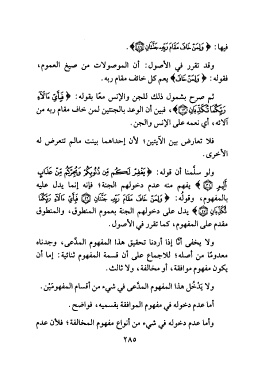 فيها: ﴿ وَلِمَنْ خَافَ مَقَامَ رَبِّهِ جَنَّتَانِ ﴾.
وقد تقرر في الأصول: أن الموصولات من صيغ العموم،
فقوله: ﴿ وَلِمَنْ خَافَ ﴾ يعم كل خائف مقام ربه.
ثم صرح بشمول ذلك للجن والإنس معًا بقوله: ﴿ فَبِأَيِّ ءَالَآءِ
رَبِّكُمَا تُكَذِّبَانِ ﴾، فبين أن الوعد بالجنتين لمن خاف مقام ربه من
آلائه، أي نعمه على الإنس والجن.
فلا تعارض بين الآيتين؛ لأن إحداهما بينت مالم تتعرض له
الأخرى.
ولو سلَّمنا أن قوله: ﴿ يَغْفِرْ لَكُم مِّن ذُنُوبِكُمْ وَيُجِرْكُم مِّنْ عَذَابٍ
أَلِيمٍ ﴾ يفهم منه عدم دخولهم الجنة؛ فإنه إنما يدل عليه
بالمفهوم، وقوله: ﴿ وَلِمَنْ خَافَ مَقَامَ رَبِّهِ جَنَّتَانِ ﴾ ﴿ فَبِأَيِّ ءَالَآءِ رَبِّكُمَا
تُكَذِّبَانِ ﴾ يدل على دخولهم الجنة بعموم المنطوق، والمنطوق
مقدم على المفهوم، كما تقرر في الأصول.
ولا يخفى أنَّا إذا أردنا تحقيق هذا المفهوم المدَّعى، وجدناه
معدومًا من أصله؛ للاجماع على أن قسمة المفهوم ثنائية: إما أن
يكون مفهوم موافقة، أو مخالفة، ولا ثالث.
ولا يَدْخُل هذا المفهوم المدَّعى في شيء من أقسام المفهومَيْن.
أما عدم دخوله في مفهوم الموافقة بقسميه، فواضح.
وأما عدم دخوله في شيء من أنواع مفهوم المخالفة؛ فلأن عدم
٢٨٥